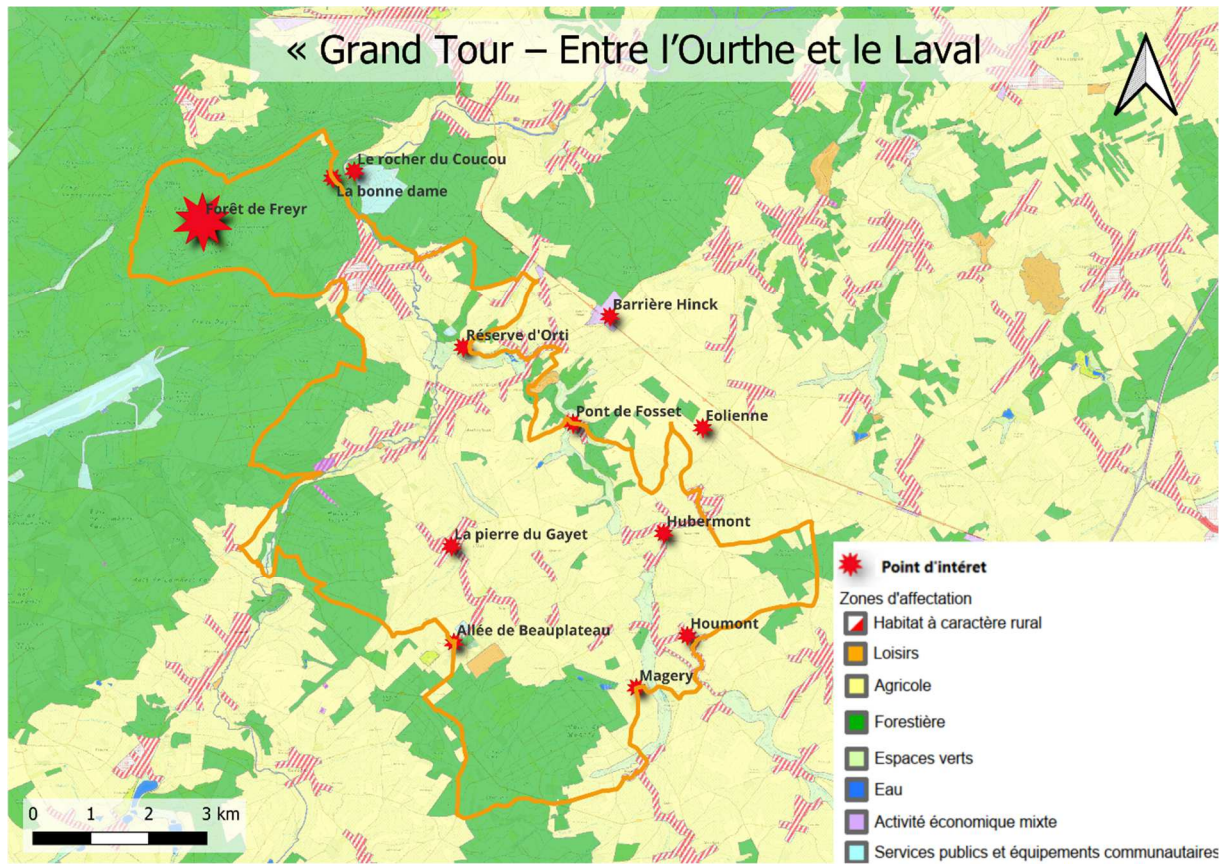 « Grand Tour – Entre l'Ourthe et le Laval
Le rocher du Coucou
La bonne dame
Forêt de Freyr
Barrière Hinck
Réserve d'Orti
Pont de Fosset
Eolienne
Hubermont
La pierre du Gayet
Houmont
Allée de Beauplateau
Magery
Point d'intéret
Zones d'affectation
Habitat à caractère rural
Loisirs
Agricole
Forestière
Espaces verts
Eau
Activité économique mixte
Services publics et équipements communautaires
0 1 2 3 km